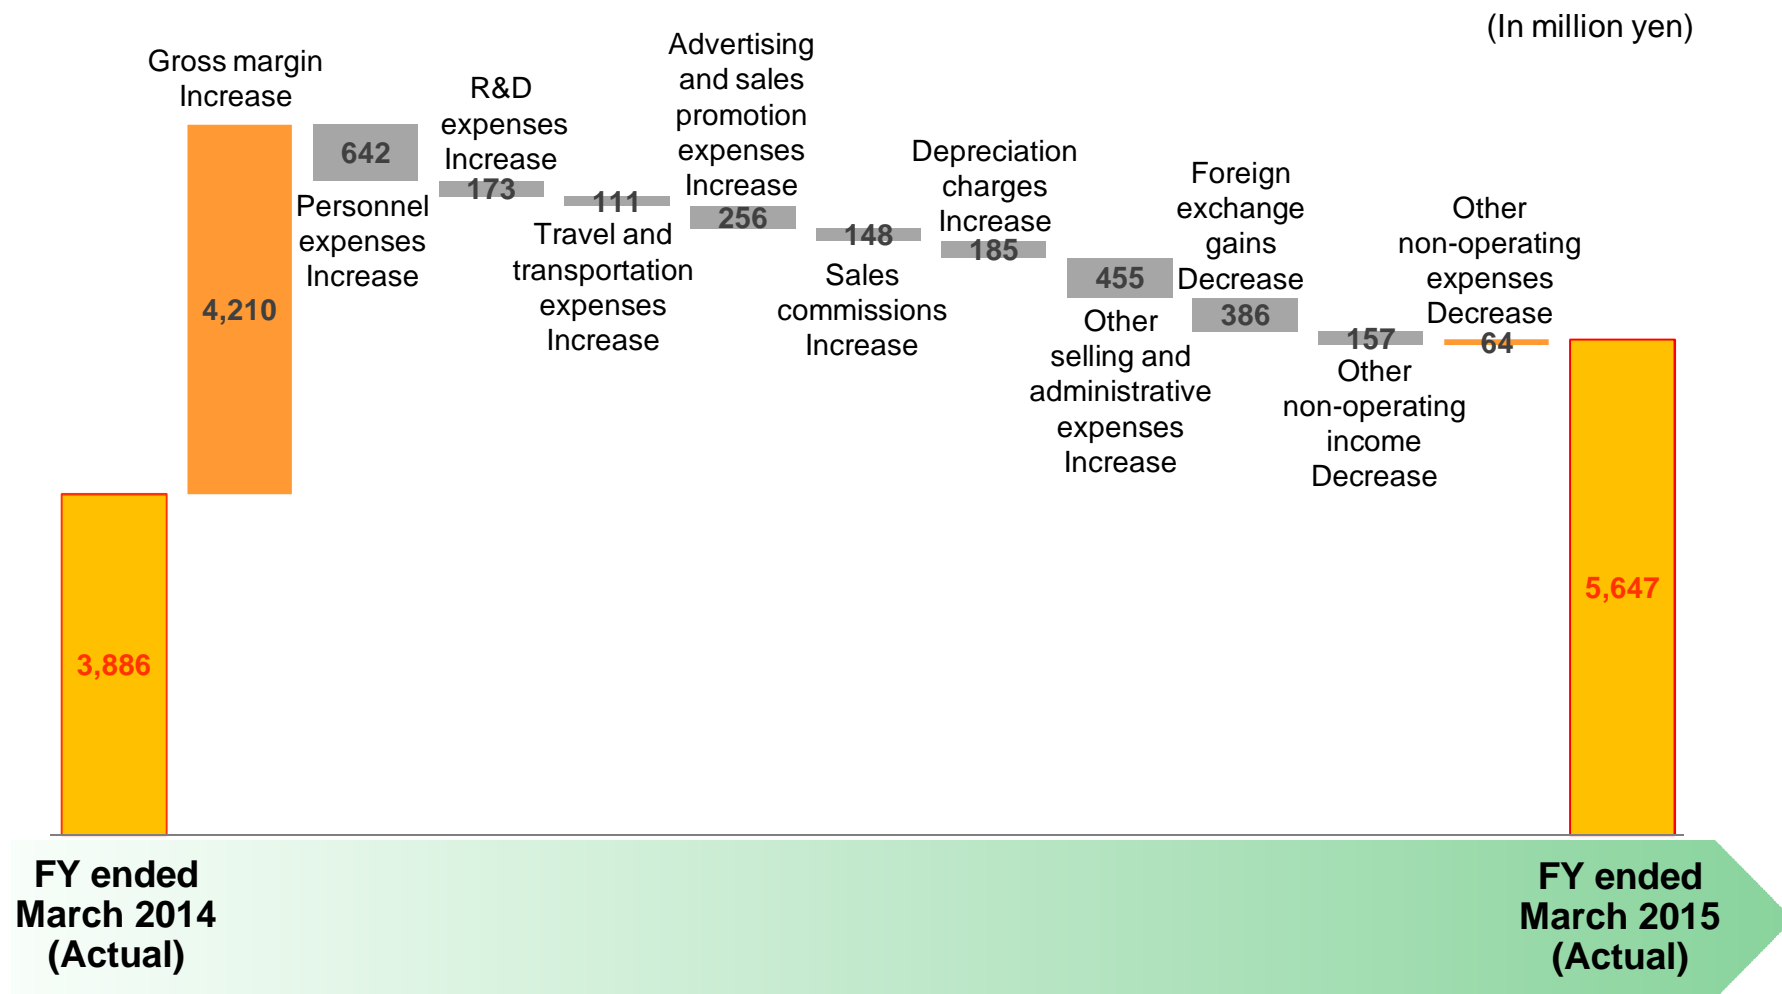 (In million yen)
Gross margin
Increase
4,210
642
Personnel
expenses
Increase
R&D
expenses
Increase
173
111
Travel and
transportation
expenses
Increase
Advertising
and sales
promotion
expenses
Increase
256
148
Sales
commissions
Increase
Depreciation
charges
Increase
185
455
Other
selling and
administrative
expenses
Increase
Foreign
exchange
gains
Decrease
386
157
Other
non-operating
income
Decrease
Other
non-operating
expenses
Decrease
64
3,886
5,647
FY ended
March 2014
(Actual)
FY ended
March 2015
(Actual)